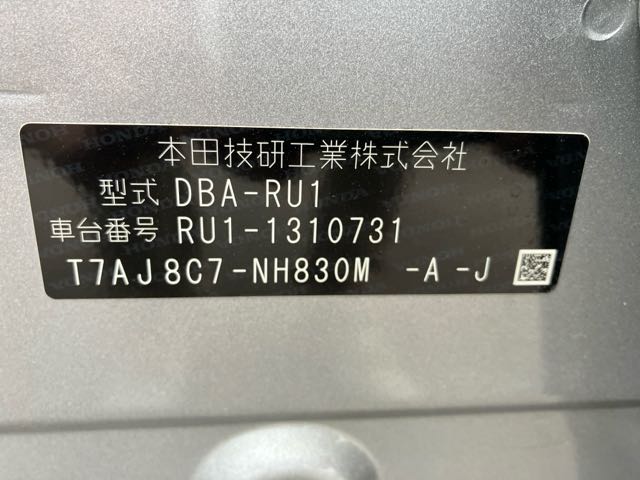 本田技研工業株式会社
型式 DBA-RU1
車台番号 RU1-1310731
T7AJ8C7-NH830M -A-J